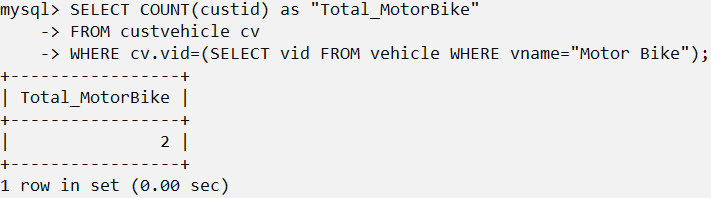 mysql> SELECT COUNT(custid) as "Total_MotorBike"
    -> FROM custvehicle cv
    -> WHERE cv.vid=(SELECT vid FROM vehicle WHERE vname="Motor Bike");
+-----------------+
| Total_MotorBike |
+-----------------+
|               2 |
+-----------------+
1 row in set (0.00 sec)